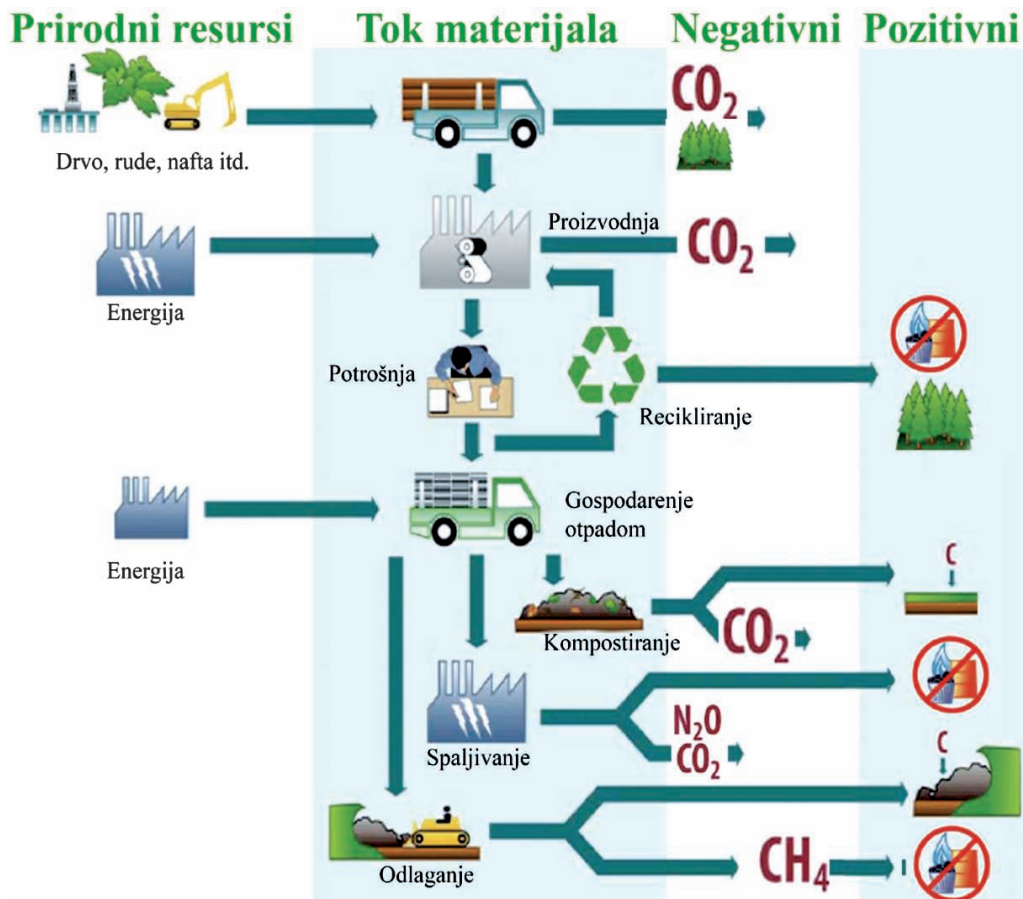 Prirodni resursi
Tok materijala
Negativni
Pozitivni
CO₂
Drvo, rude, nafta itd.
Proizvodnja
CO₂
Energija
Potrošnja
Recikliranje
Gospodarenje
otpadom
Energija
C
Kompostiranje
CO₂
N₂O
CO₂
Spaljivanje
C
Odlaganje
CH₄